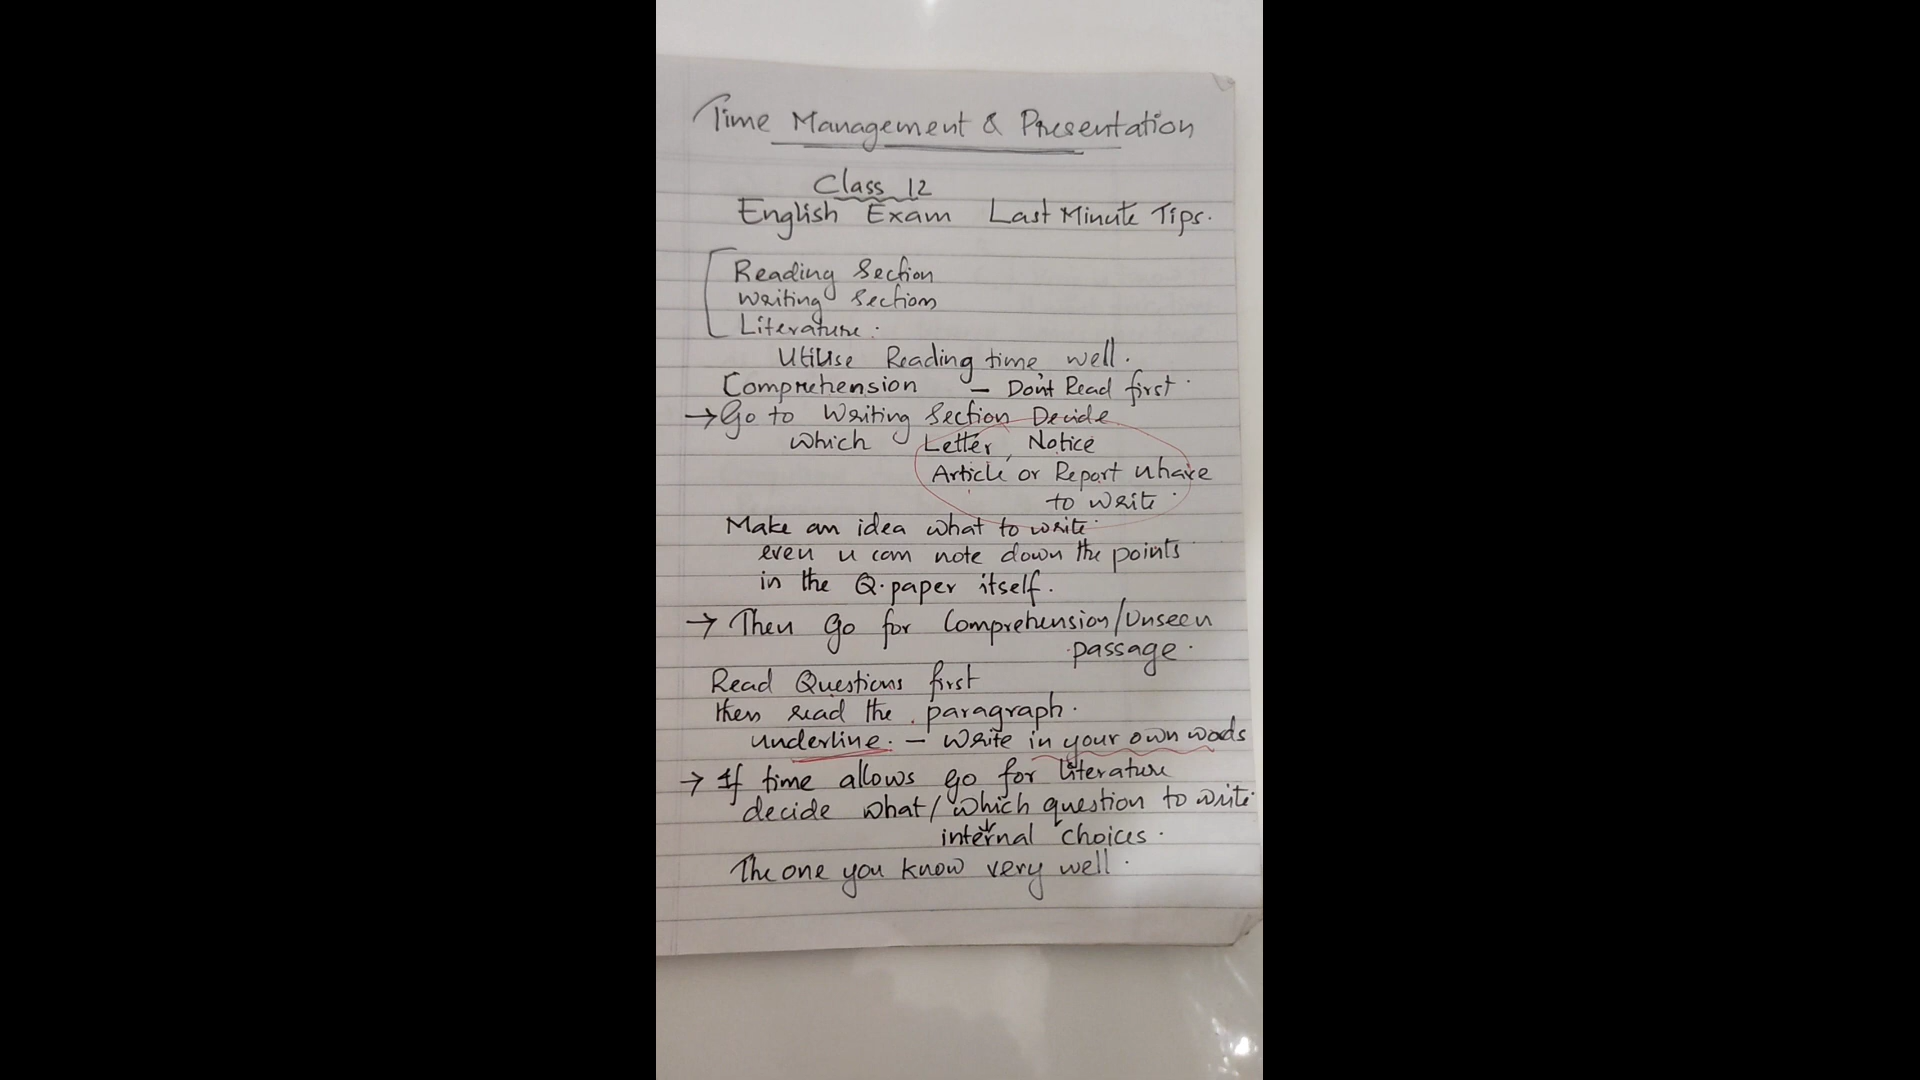 Time Management & Presentation
Class 12
English Exam Last Minute Tips.
Reading Section
Writing Section
Literature.
Utilise Reading time well.
Comprehension - Don't Read first.
→ Go to Writing Section Decide
which Letter, Notice
Article or Report u have
to write.
Make an idea what to write.
even u can note down the points
in the Q.paper itself.
→ Then go for Comprehension/Unseen
passage.
Read Questions first
then read the paragraph.
underline. - Write in your own wods
→ If time allows go for literature
decide what/which question to write.
internal choices.
The one you know very well.